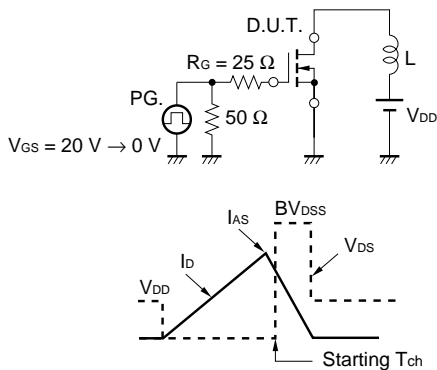 D.U.T.
RG = 25 Ω
L
PG.
50 Ω
VDD
VGS = 20 V → 0 V
BVDSS
IAS
ID
VDS
VDD
Starting Tch